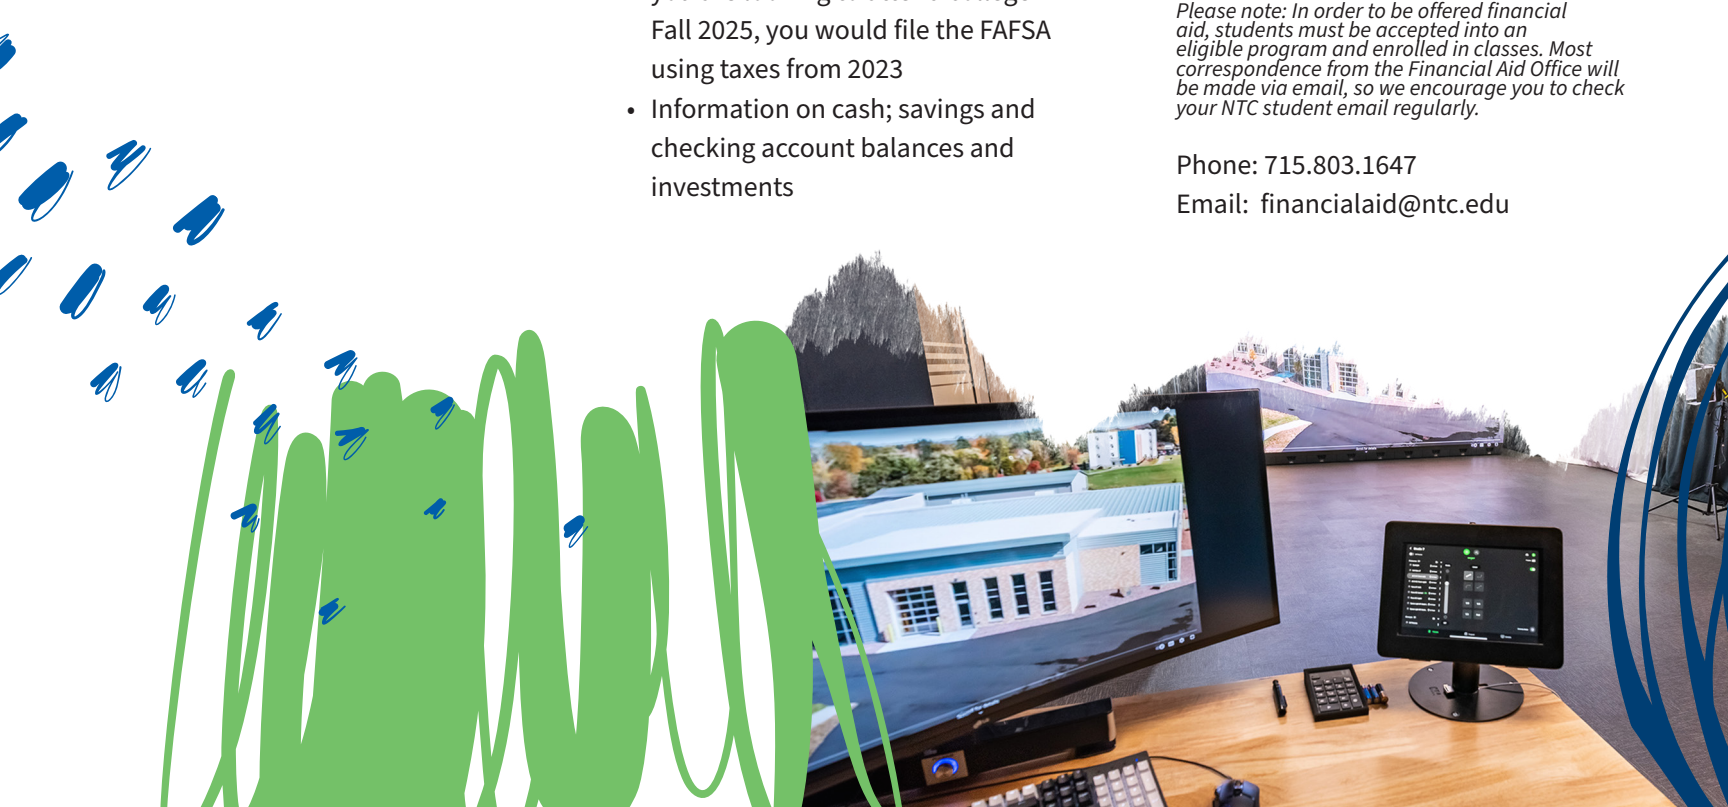 Fall 2025, you would file the FAFSA
using taxes from 2023
• Information on cash; savings and
checking account balances and
investments
Please note: In order to be offered financial
aid, students must be accepted into an
eligible program and enrolled in classes. Most
correspondence from the Financial Aid Office will
be made via email, so we encourage you to check
your NTC student email regularly.
Phone: 715.803.1647
Email: financialaid@ntc.edu